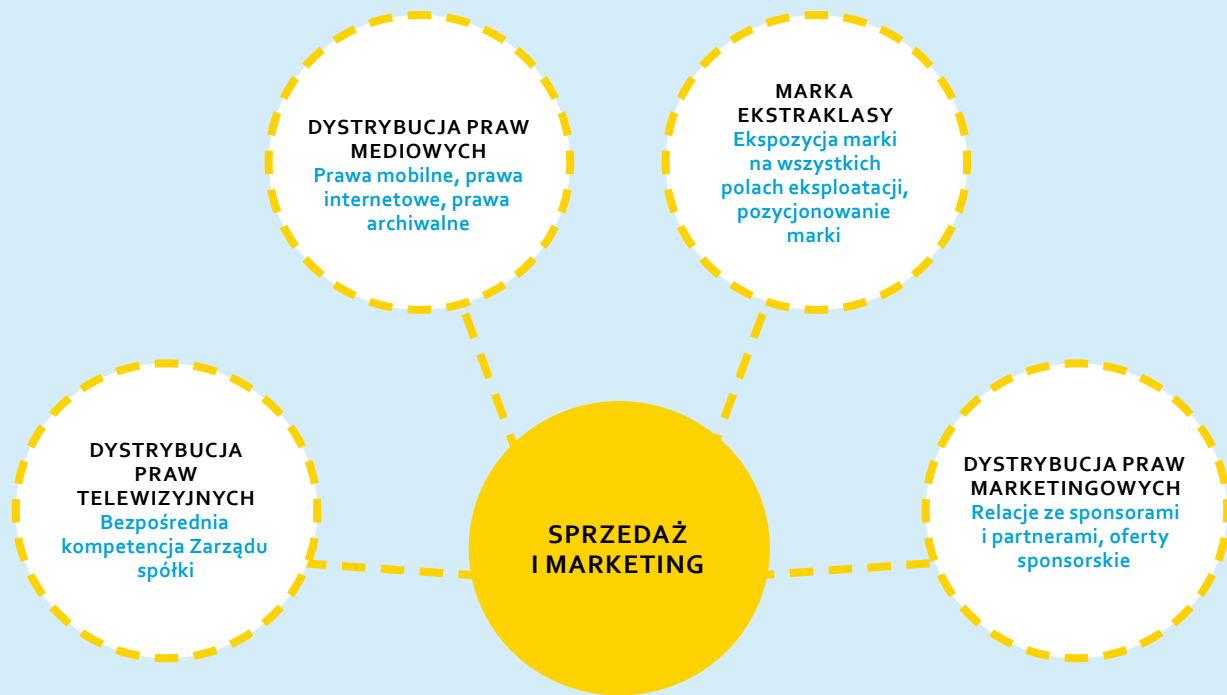 DYSTRYBUCJA PRAW
MEDIOWYCH
Prawa mobilne, prawa
internetowe, prawa
archiwalne
MARKA
EKSTRAKLASY
Ekspozycja marki
na wszystkich
polach eksploatacji,
pozycjonowanie
marki
DYSTRYBUCJA
PRAW
TELEWIZYJNYCH
Bezpośrednia
kompetencja Zarządu
spółki
SPRZEDAŻ
I MARKETING
DYSTRYBUCJA PRAW
MARKETINGOWYCH
Relacje ze sponsorami
i partnerami, oferty
sponsorskie